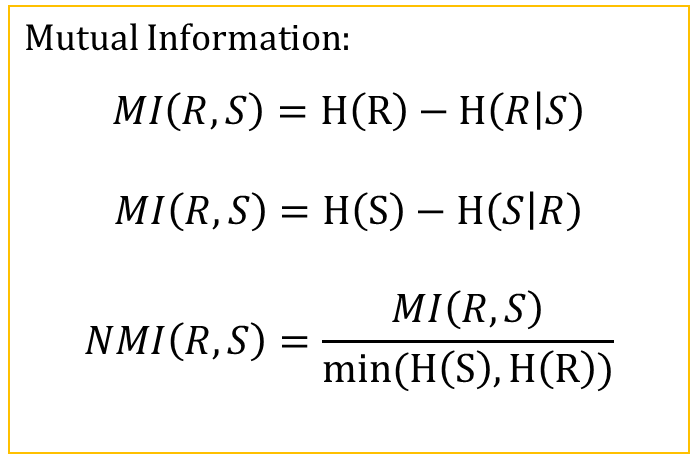 Mutual Information:
MI(R, S) = H(R) − H(R|S)
MI(R, S) = H(S) − H(S|R)
NMI(R, S) = MI(R, S) / min(H(S), H(R))